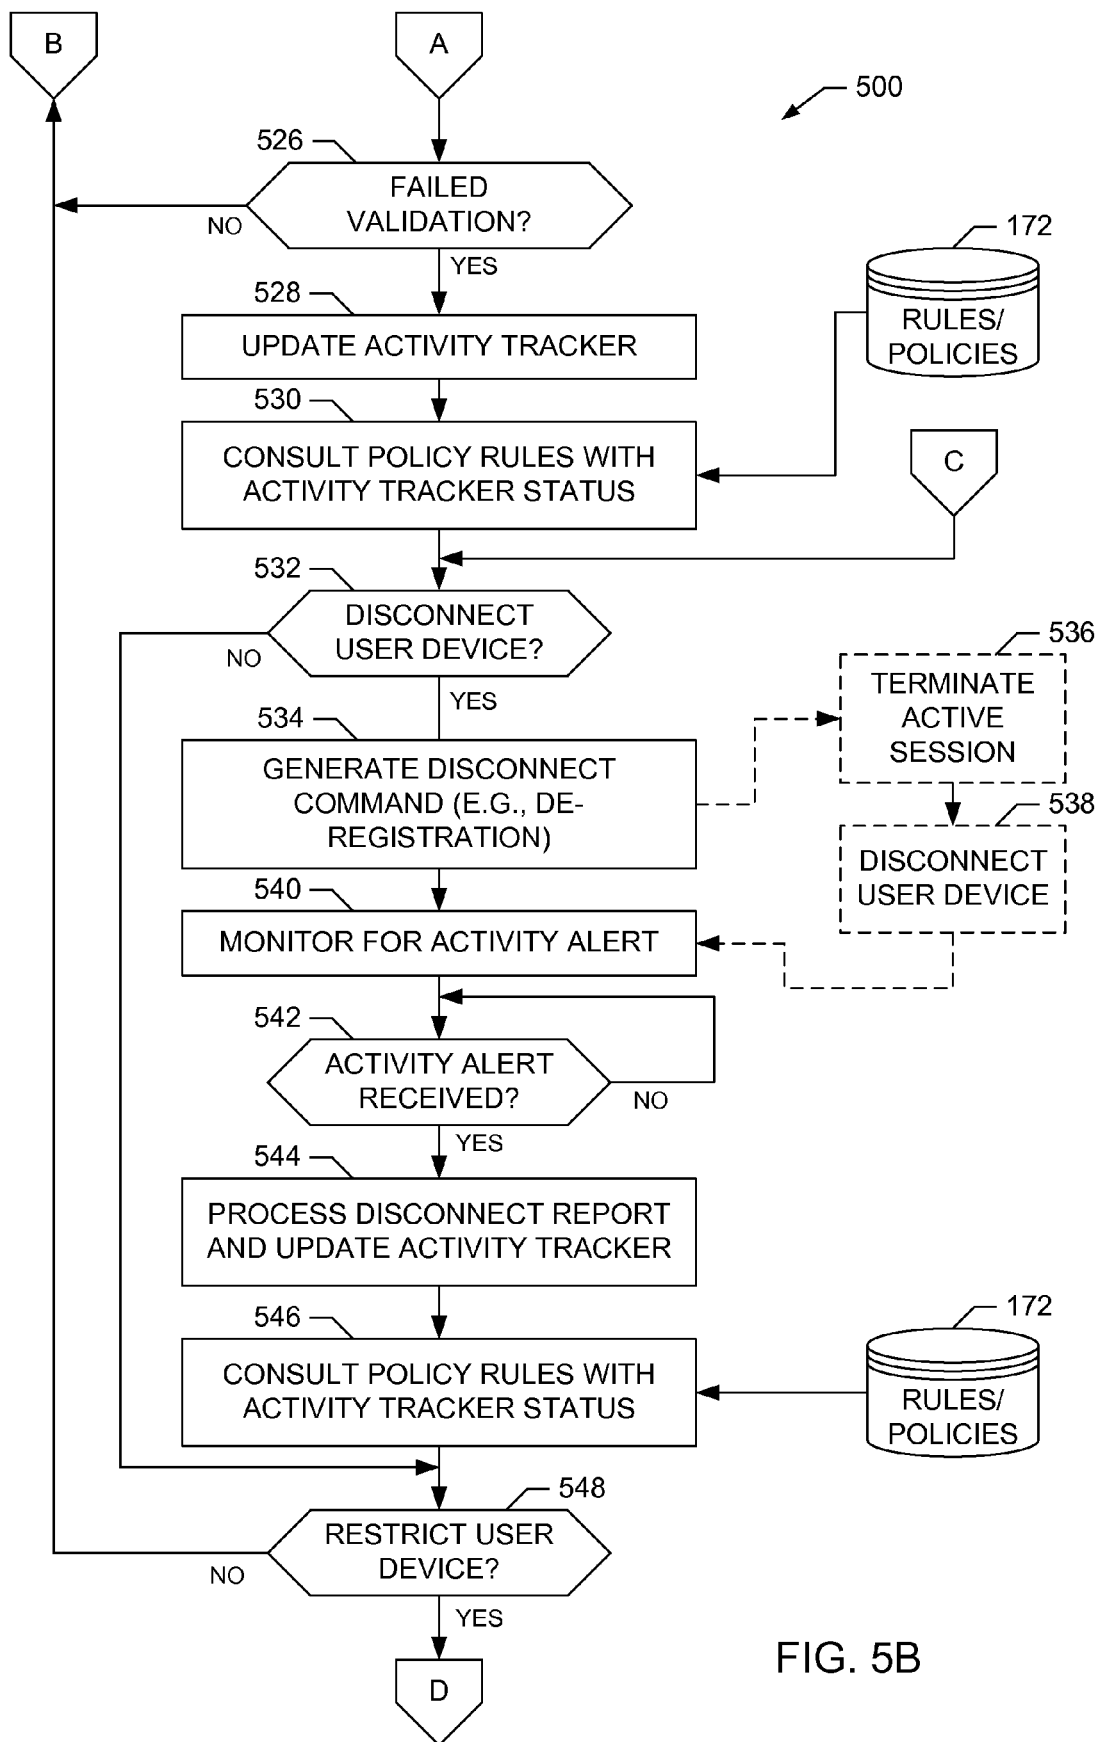 B
A
500
526
FAILED
VALIDATION?
NO
YES
172
RULES/
POLICIES
528
UPDATE ACTIVITY TRACKER
530
CONSULT POLICY RULES WITH
ACTIVITY TRACKER STATUS
C
532
DISCONNECT
USER DEVICE?
NO
YES
536
TERMINATE
ACTIVE
SESSION
534
GENERATE DISCONNECT
COMMAND (E.G., DE-
REGISTRATION)
538
DISCONNECT
USER DEVICE
540
MONITOR FOR ACTIVITY ALERT
542
ACTIVITY ALERT
RECEIVED?
NO
YES
544
PROCESS DISCONNECT REPORT
AND UPDATE ACTIVITY TRACKER
546
CONSULT POLICY RULES WITH
ACTIVITY TRACKER STATUS
172
RULES/
POLICIES
548
RESTRICT USER
DEVICE?
NO
YES
D
FIG. 5B